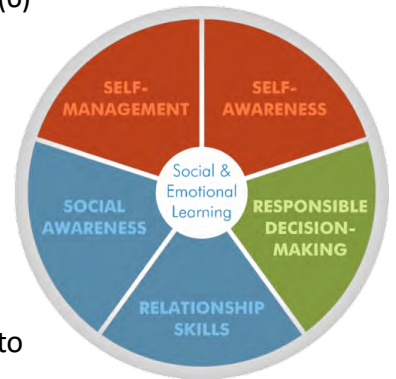 SELF-
MANAGEMENT
SELF-
AWARENESS
Social &
Emotional
Learning
SOCIAL
AWARENESS
RESPONSIBLE
DECISION-
MAKING
RELATIONSHIP
SKILLS
to